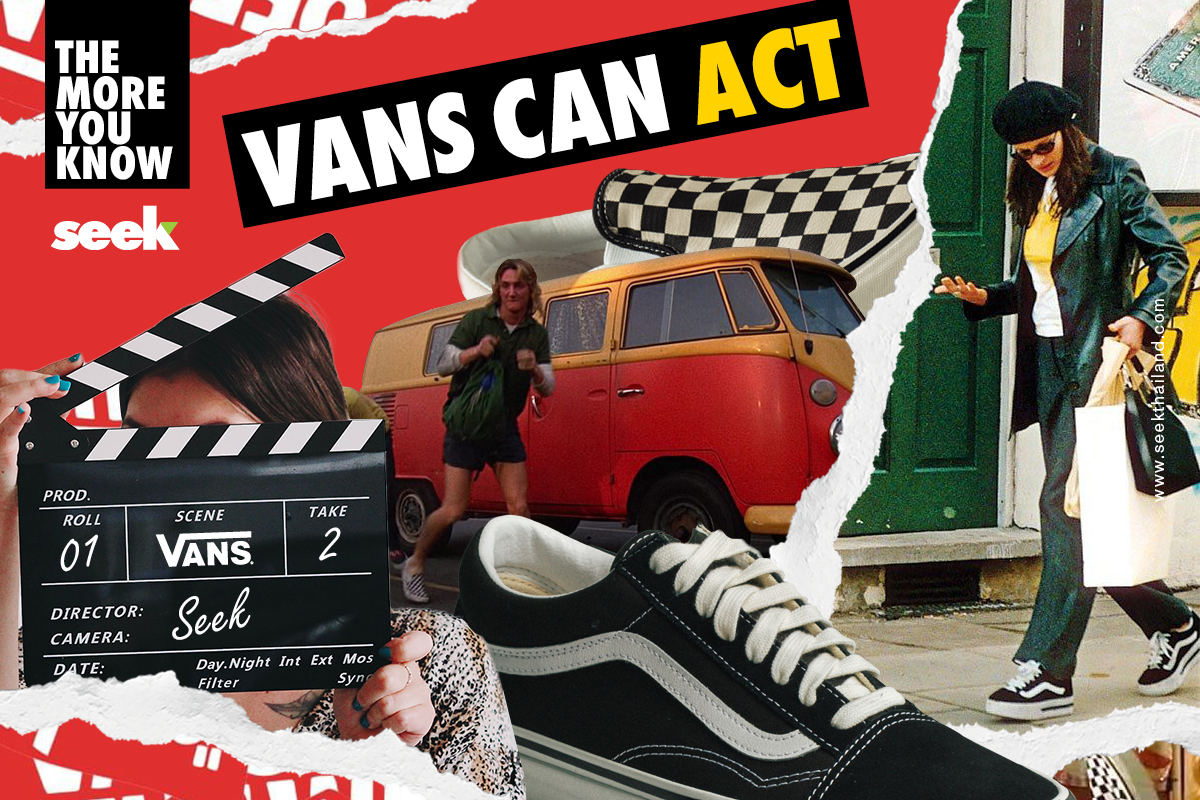 THE
MORE
YOU
KNOW
seek
VANS CAN ACT
PROD.
ROLL
SCENE
TAKE
01
VANS
2
DIRECTOR:
Seek
CAMERA:
DATE:
Day.Night Int Ext Mos
Filter
Sync
www.seekthailand.com